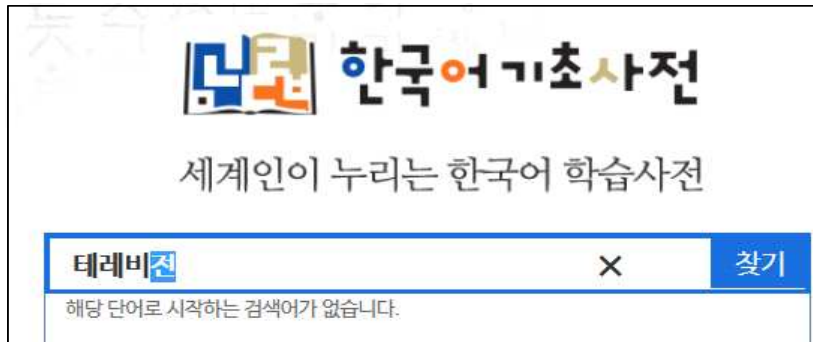 한국어기초사전
세계인이 누리는 한국어 학습사전
테레비전 × 찾기
해당 단어로 시작하는 검색어가 없습니다.